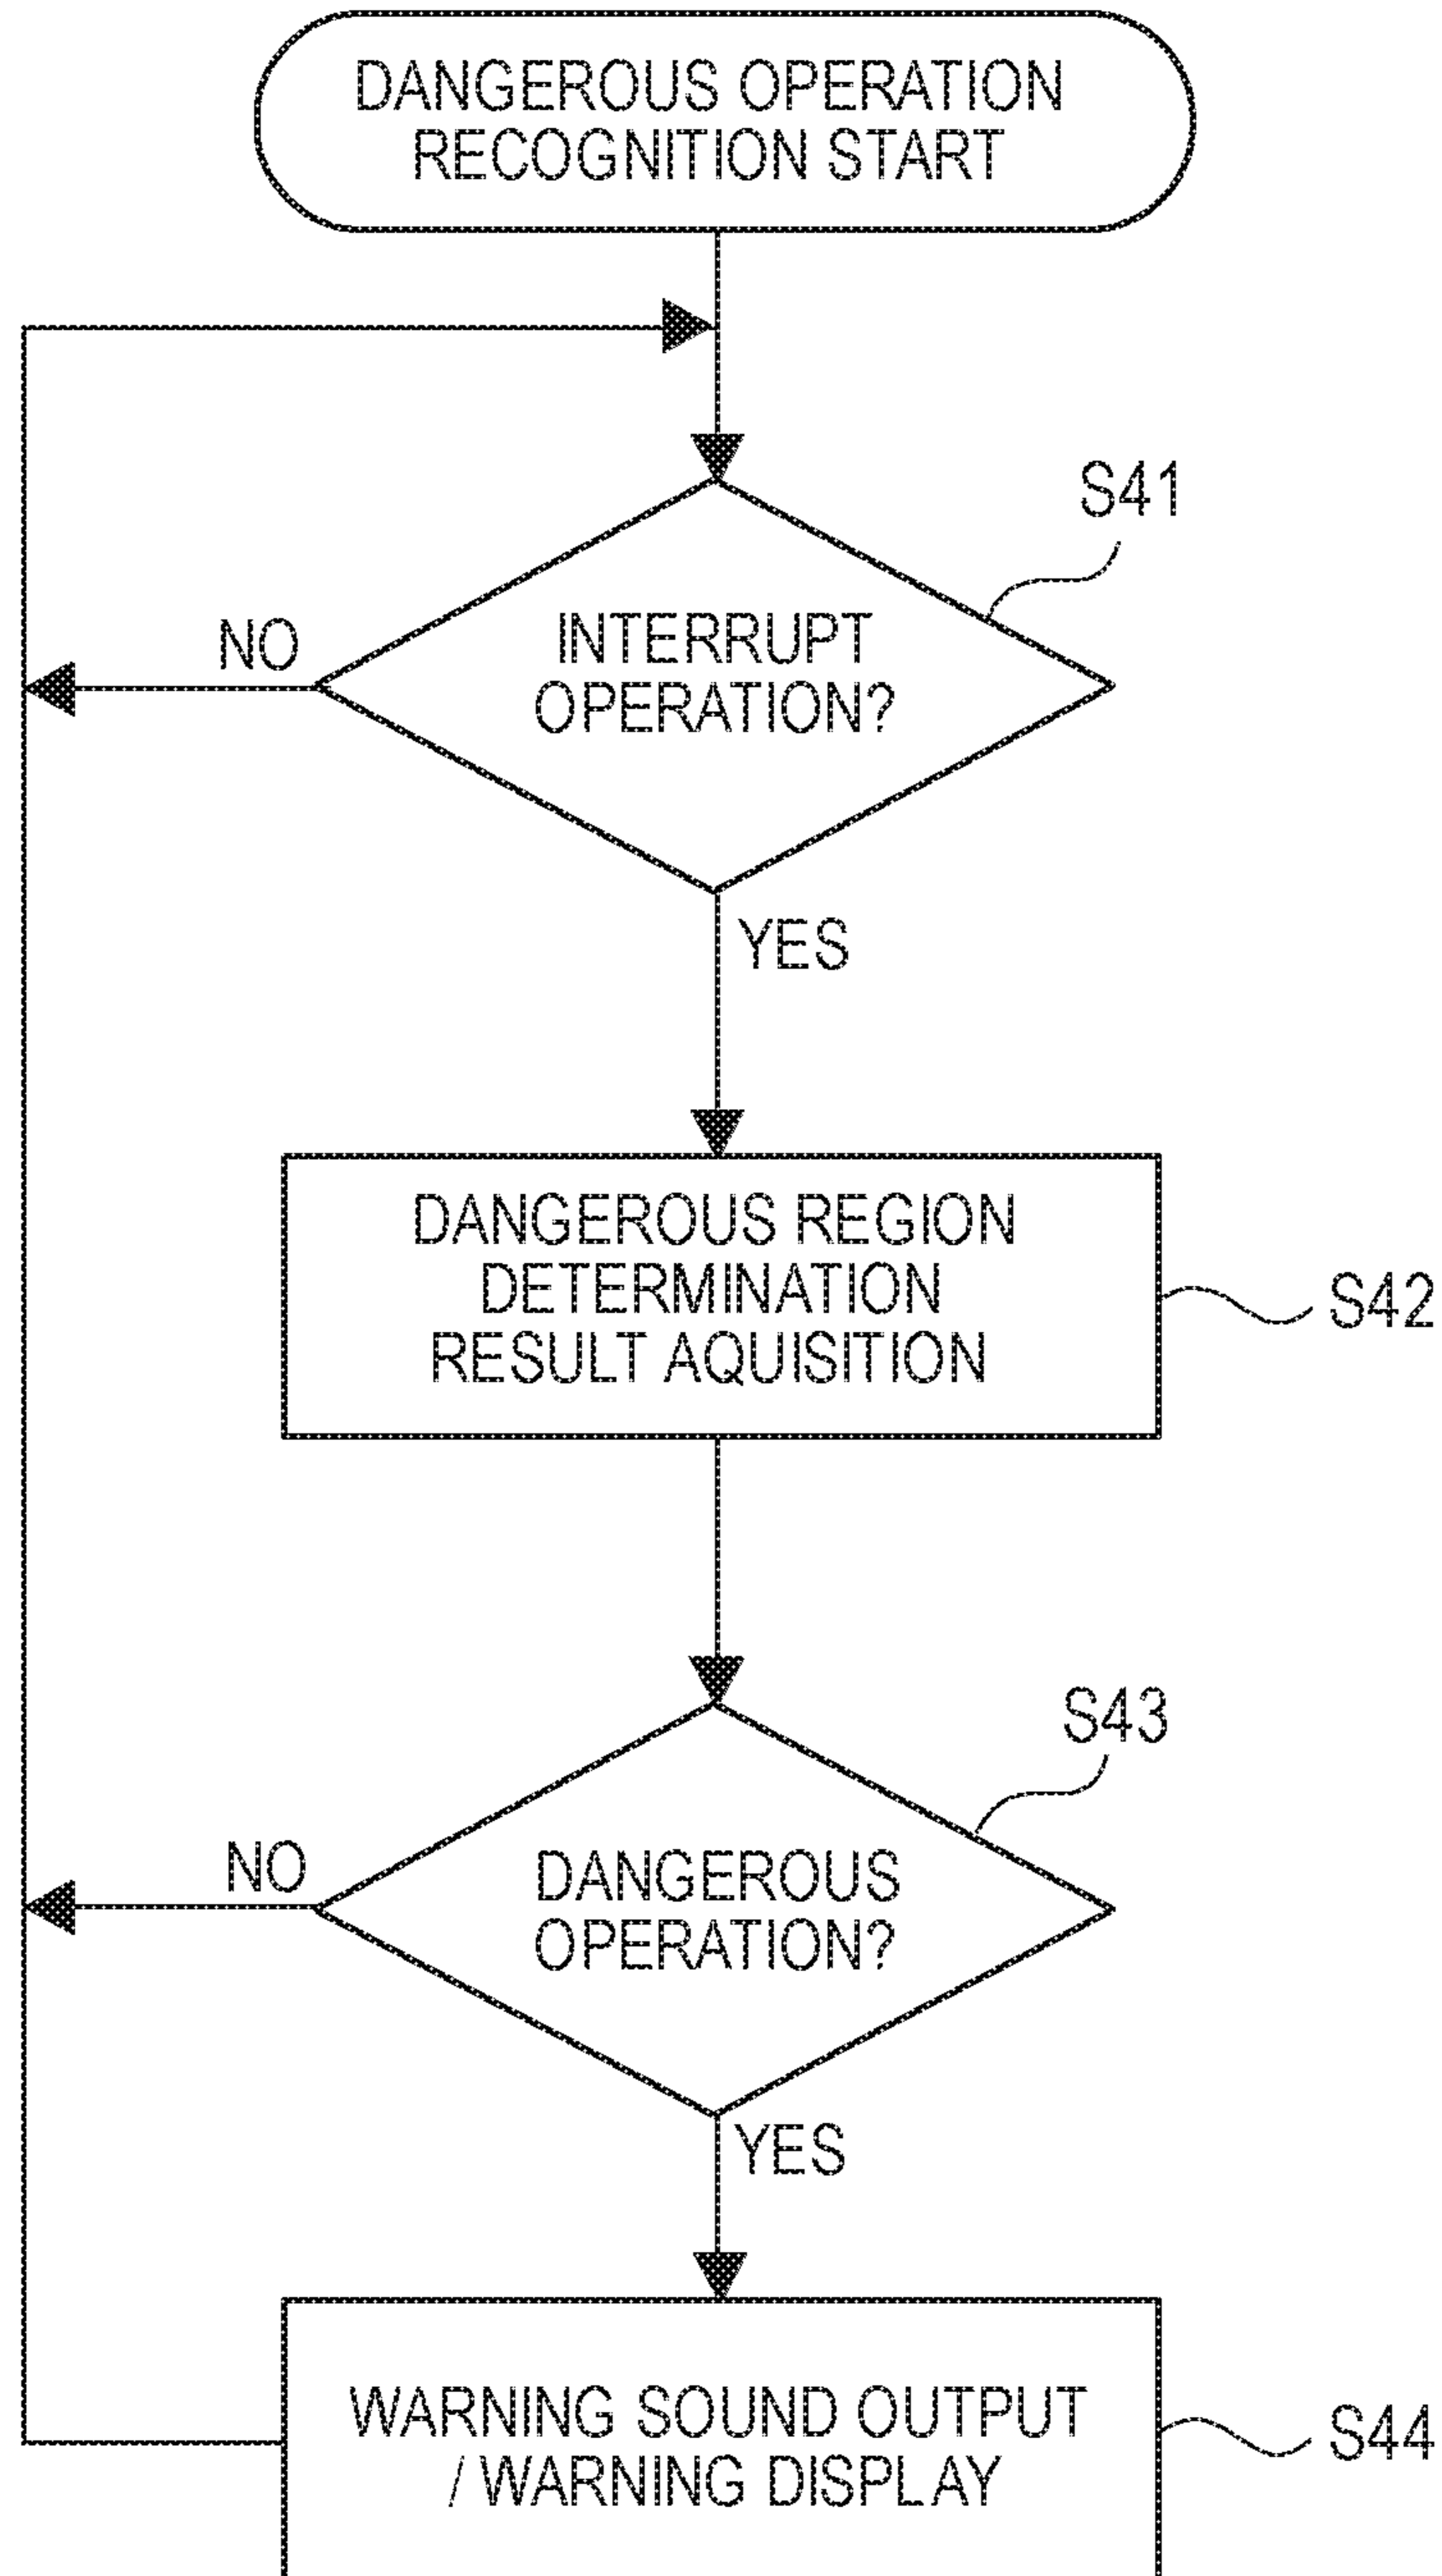 DANGEROUS OPERATION
RECOGNITION START
S41
NO
INTERRUPT
OPERATION?
YES
DANGEROUS REGION
DETERMINATION
RESULT AQUISITION
S42
S43
NO
DANGEROUS
OPERATION?
YES
WARNING SOUND OUTPUT
/ WARNING DISPLAY
S44